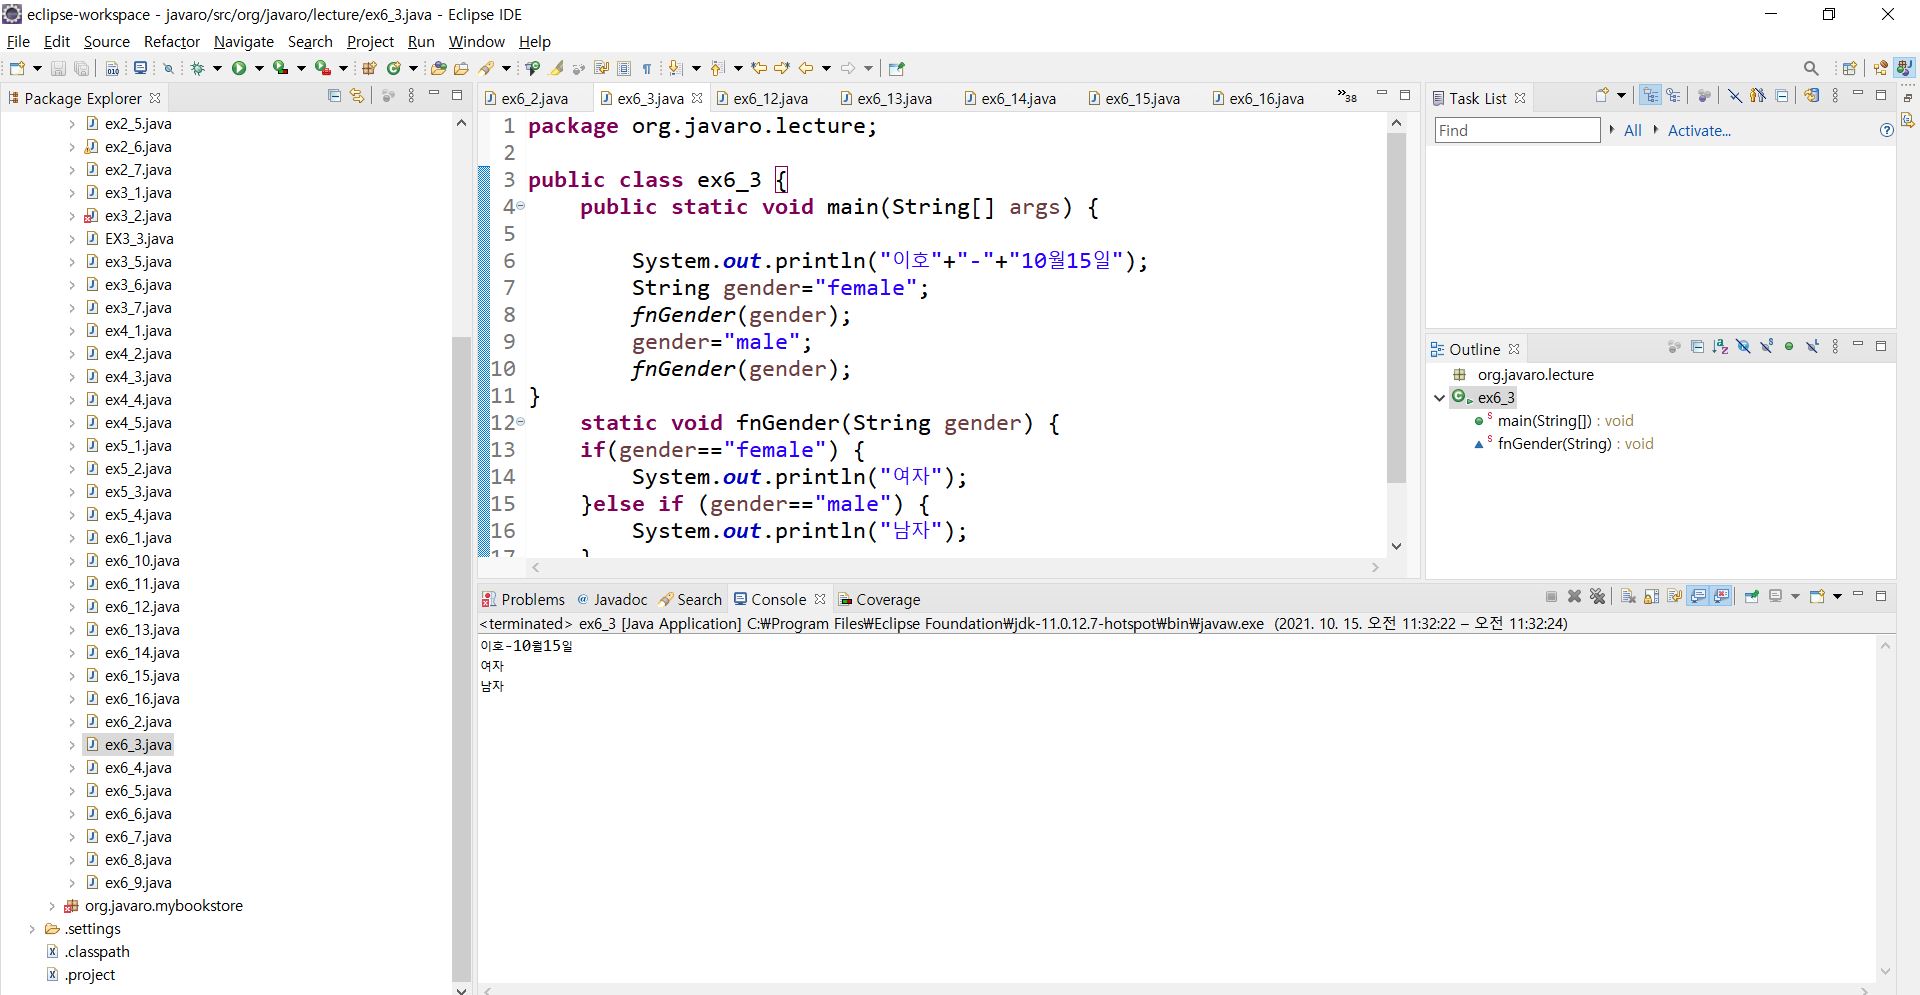 eclipse-workspace - javaro/src/org/javaro/lecture/ex6_3.java - Eclipse IDE
File Edit Source Refactor Navigate Search Project Run Window Help
Package Explorer
ex2_5.java
ex2_6.java
ex2_7.java
ex3_1.java
ex3_2.java
EX3_3.java
ex3_5.java
ex3_6.java
ex3_7.java
ex4_1.java
ex4_2.java
ex4_3.java
ex4_4.java
ex4_5.java
ex5_1.java
ex5_2.java
ex5_3.java
ex5_4.java
ex6_1.java
ex6_10.java
ex6_11.java
ex6_12.java
ex6_13.java
ex6_14.java
ex6_15.java
ex6_16.java
ex6_2.java
ex6_3.java
ex6_4.java
ex6_5.java
ex6_6.java
ex6_7.java
ex6_8.java
ex6_9.java
org.javaro.mybookstore
.settings
.classpath
.project
ex6_2.java ex6_3.java ex6_12.java ex6_13.java ex6_14.java ex6_15.java ex6_16.java »38
1 package org.javaro.lecture;
2
3 public class ex6_3 {
4 public static void main(String[] args) {
5
6 System.out.println("이호"+"-"+"10월15일");
7 String gender="female";
8 fnGender(gender);
9 gender="male";
10 fnGender(gender);
11 }
12 static void fnGender(String gender) {
13 if(gender=="female") {
14 System.out.println("여자");
15 }else if (gender=="male") {
16 System.out.println("남자");
17 }
Task List
Find All Activate...
Outline
org.javaro.lecture
ex6_3
main(String[]) : void
fnGender(String) : void
Problems @ Javadoc Search Console Coverage
<terminated> ex6_3 [Java Application] C:₩Program Files₩Eclipse Foundation₩jdk-11.0.12.7-hotspot₩bin₩javaw.exe (2021. 10. 15. 오전 11:32:22 – 오전 11:32:24)
이호-10월15일
여자
남자